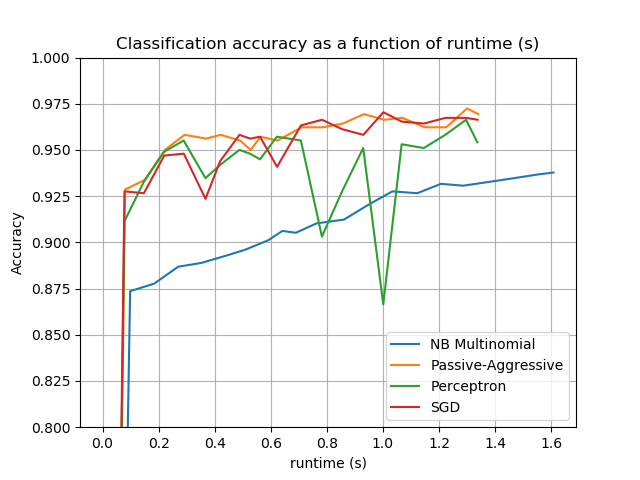 Classification accuracy as a function of runtime (s)
1.000
0.975
0.950
0.925
0.900
0.875
0.850
0.825
0.800
Accuracy
NB Multinomial
Passive-Aggressive
Perceptron
SGD
0.0 0.2 0.4 0.6 0.8 1.0 1.2 1.4 1.6
runtime (s)